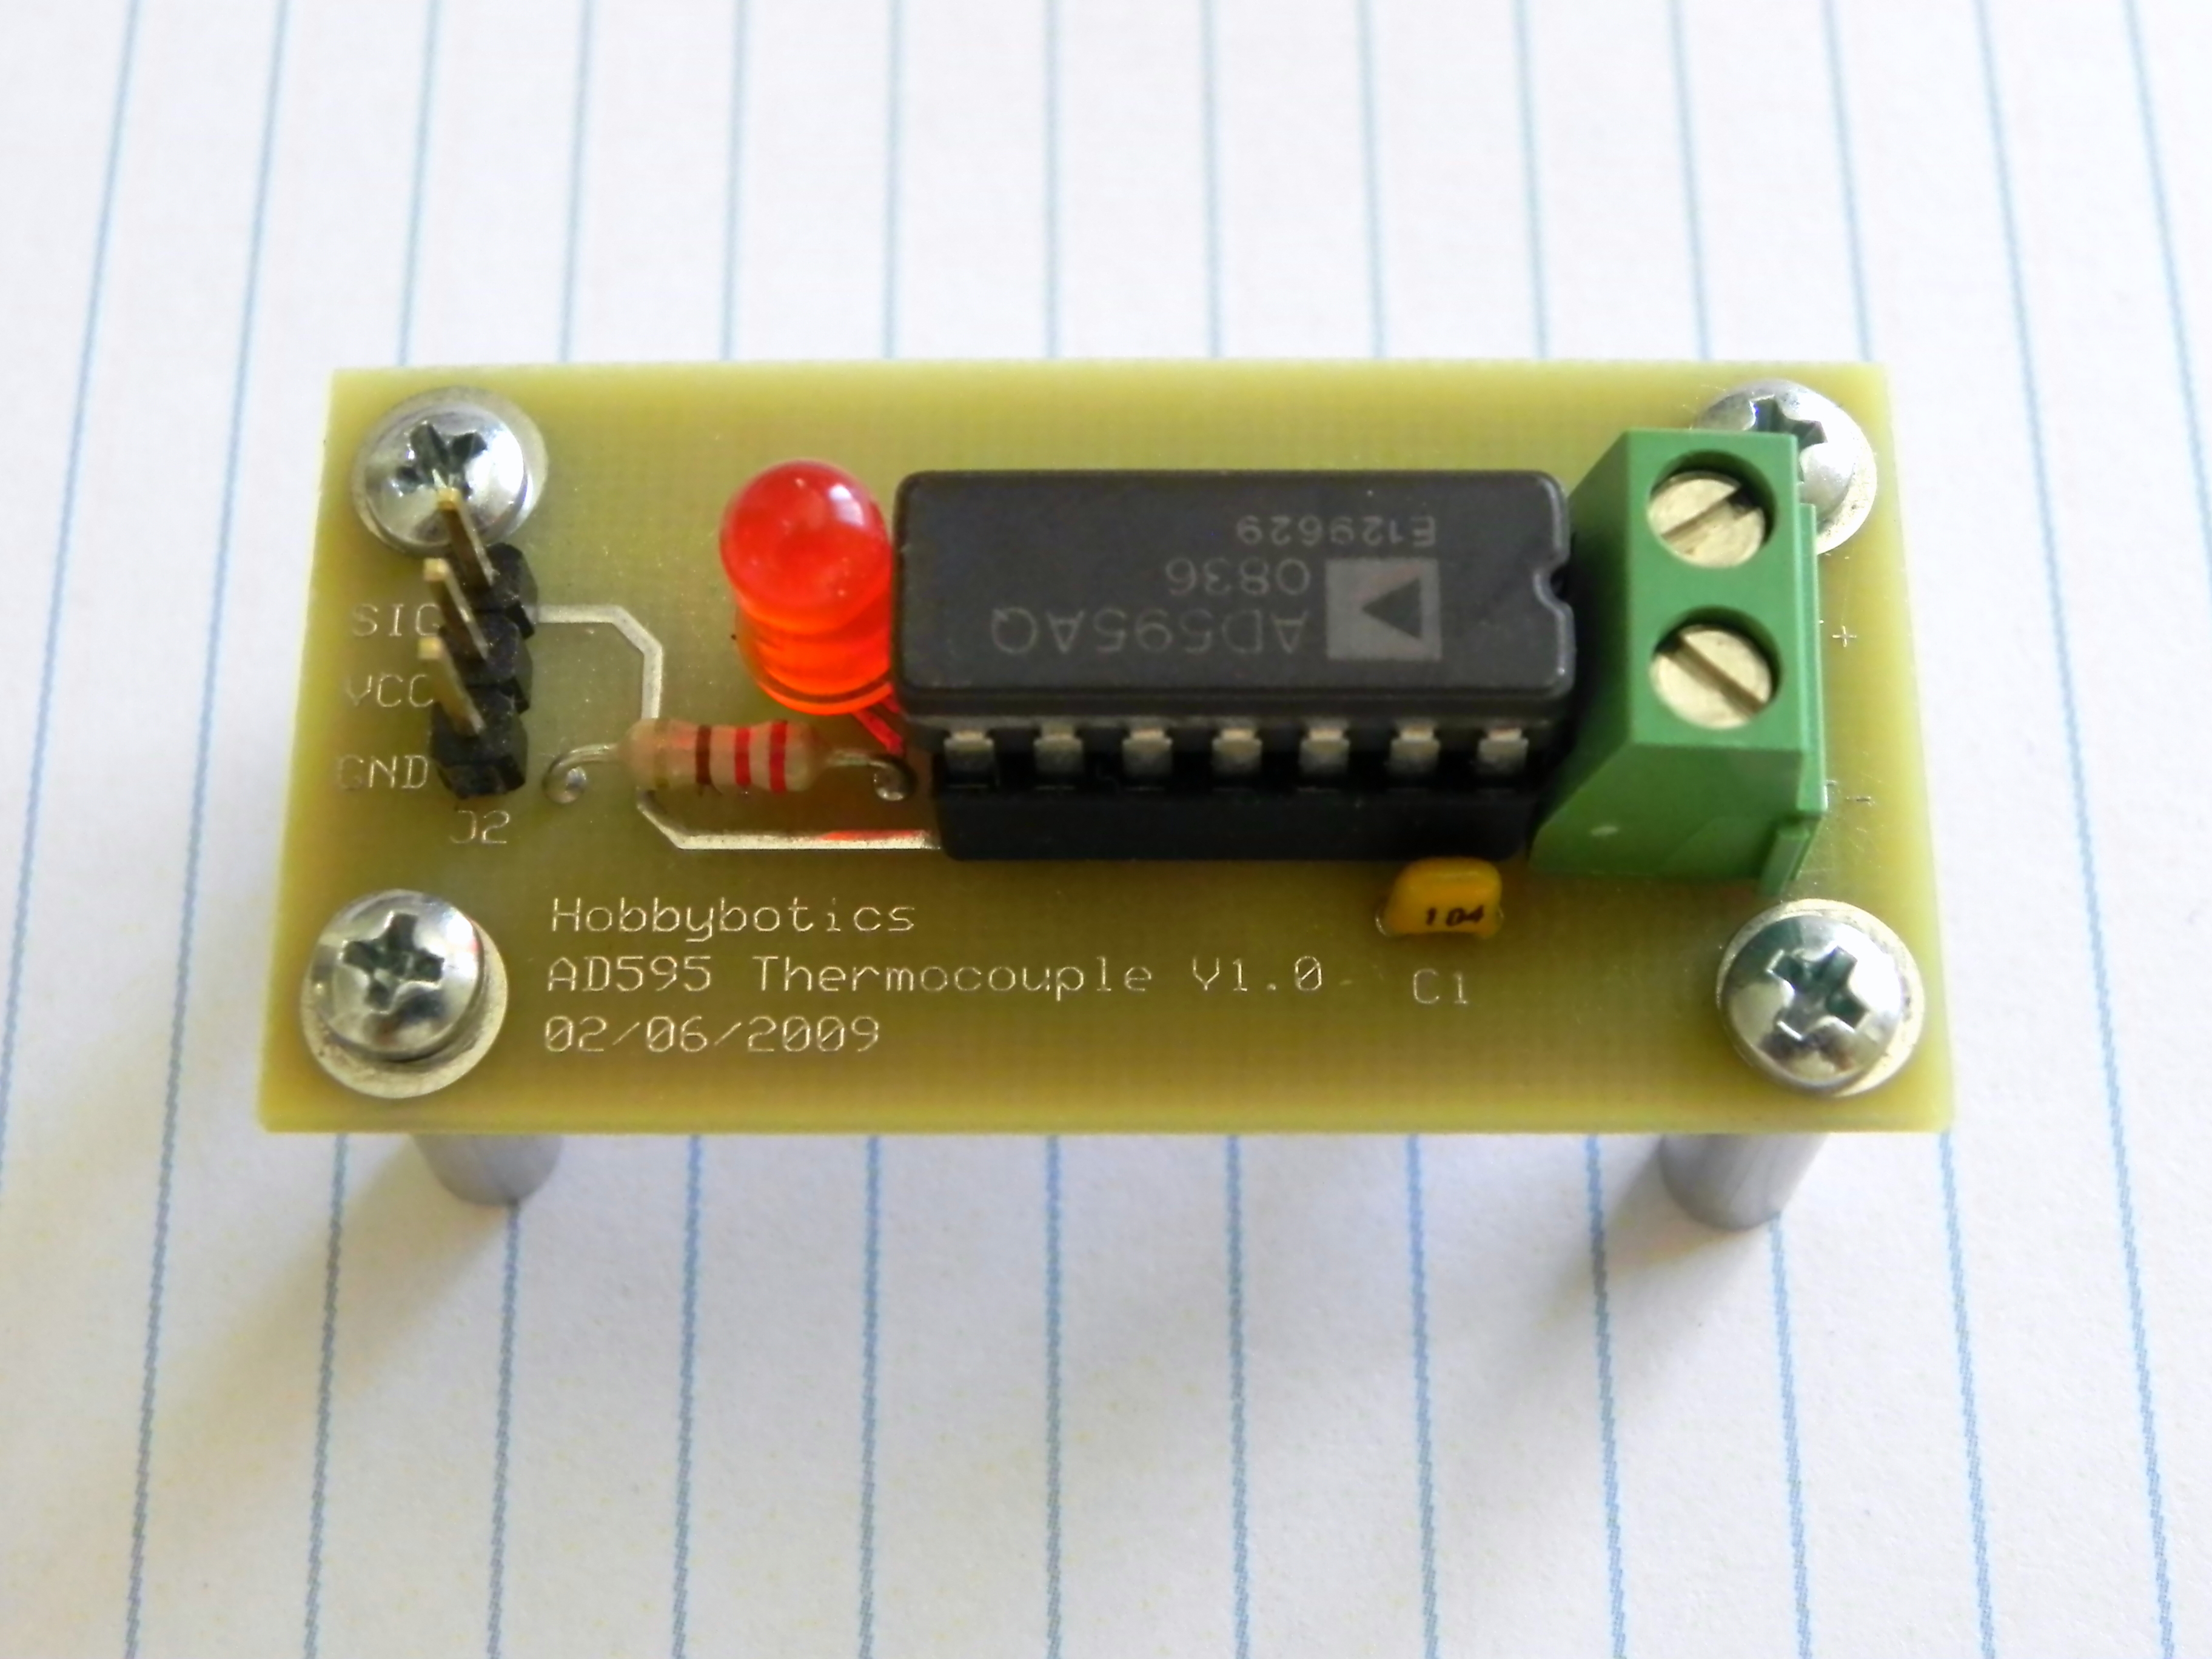 E129629
0836
AD595AQ
SIG
VCC
GND
J2
+
-
104
C1
Hobbybotics
AD595 Thermocouple V1.0
02/06/2009